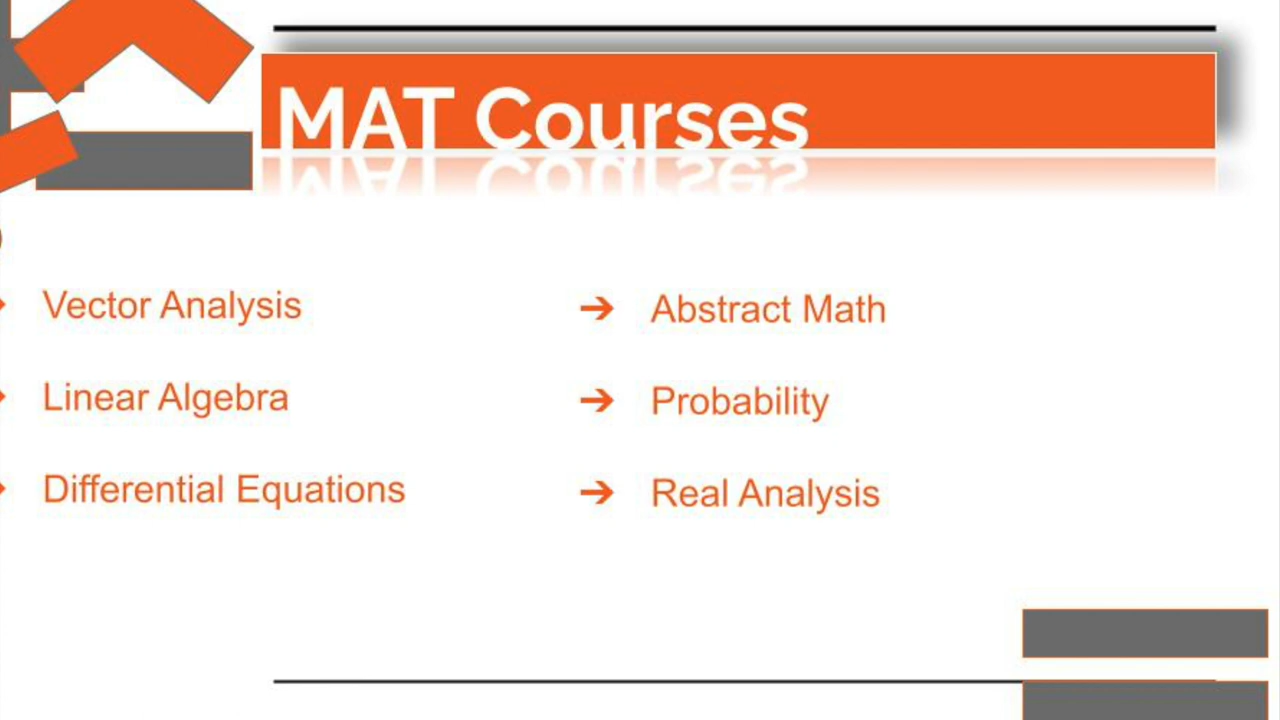 MAT Courses
Vector Analysis
Linear Algebra
Differential Equations
➔ Abstract Math
➔ Probability
➔ Real Analysis